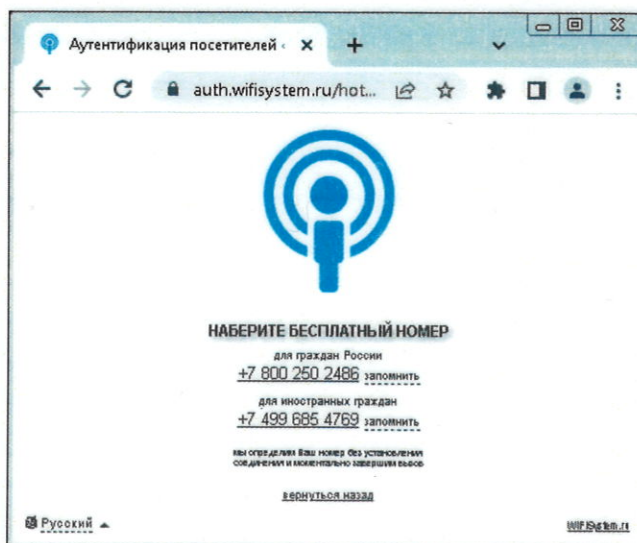 Аутентификация посетителей
auth.wifisystem.ru/hot...
НАБЕРИТЕ БЕСПЛАТНЫЙ НОМЕР
для граждан России
+7 800 250 2486 запомнить
для иностранных граждан
+7 499 685 4769 запомнить
мы определим Ваш номер без установления
соединения и моментально завершим вызов
вернуться назад
Русский
WIFISystem.ru